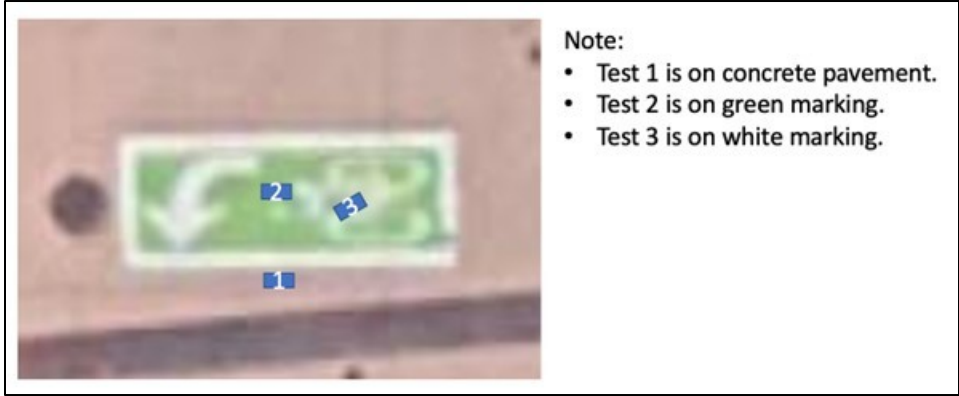 Note:
• Test 1 is on concrete pavement.
• Test 2 is on green marking.
• Test 3 is on white marking.
2
3
1